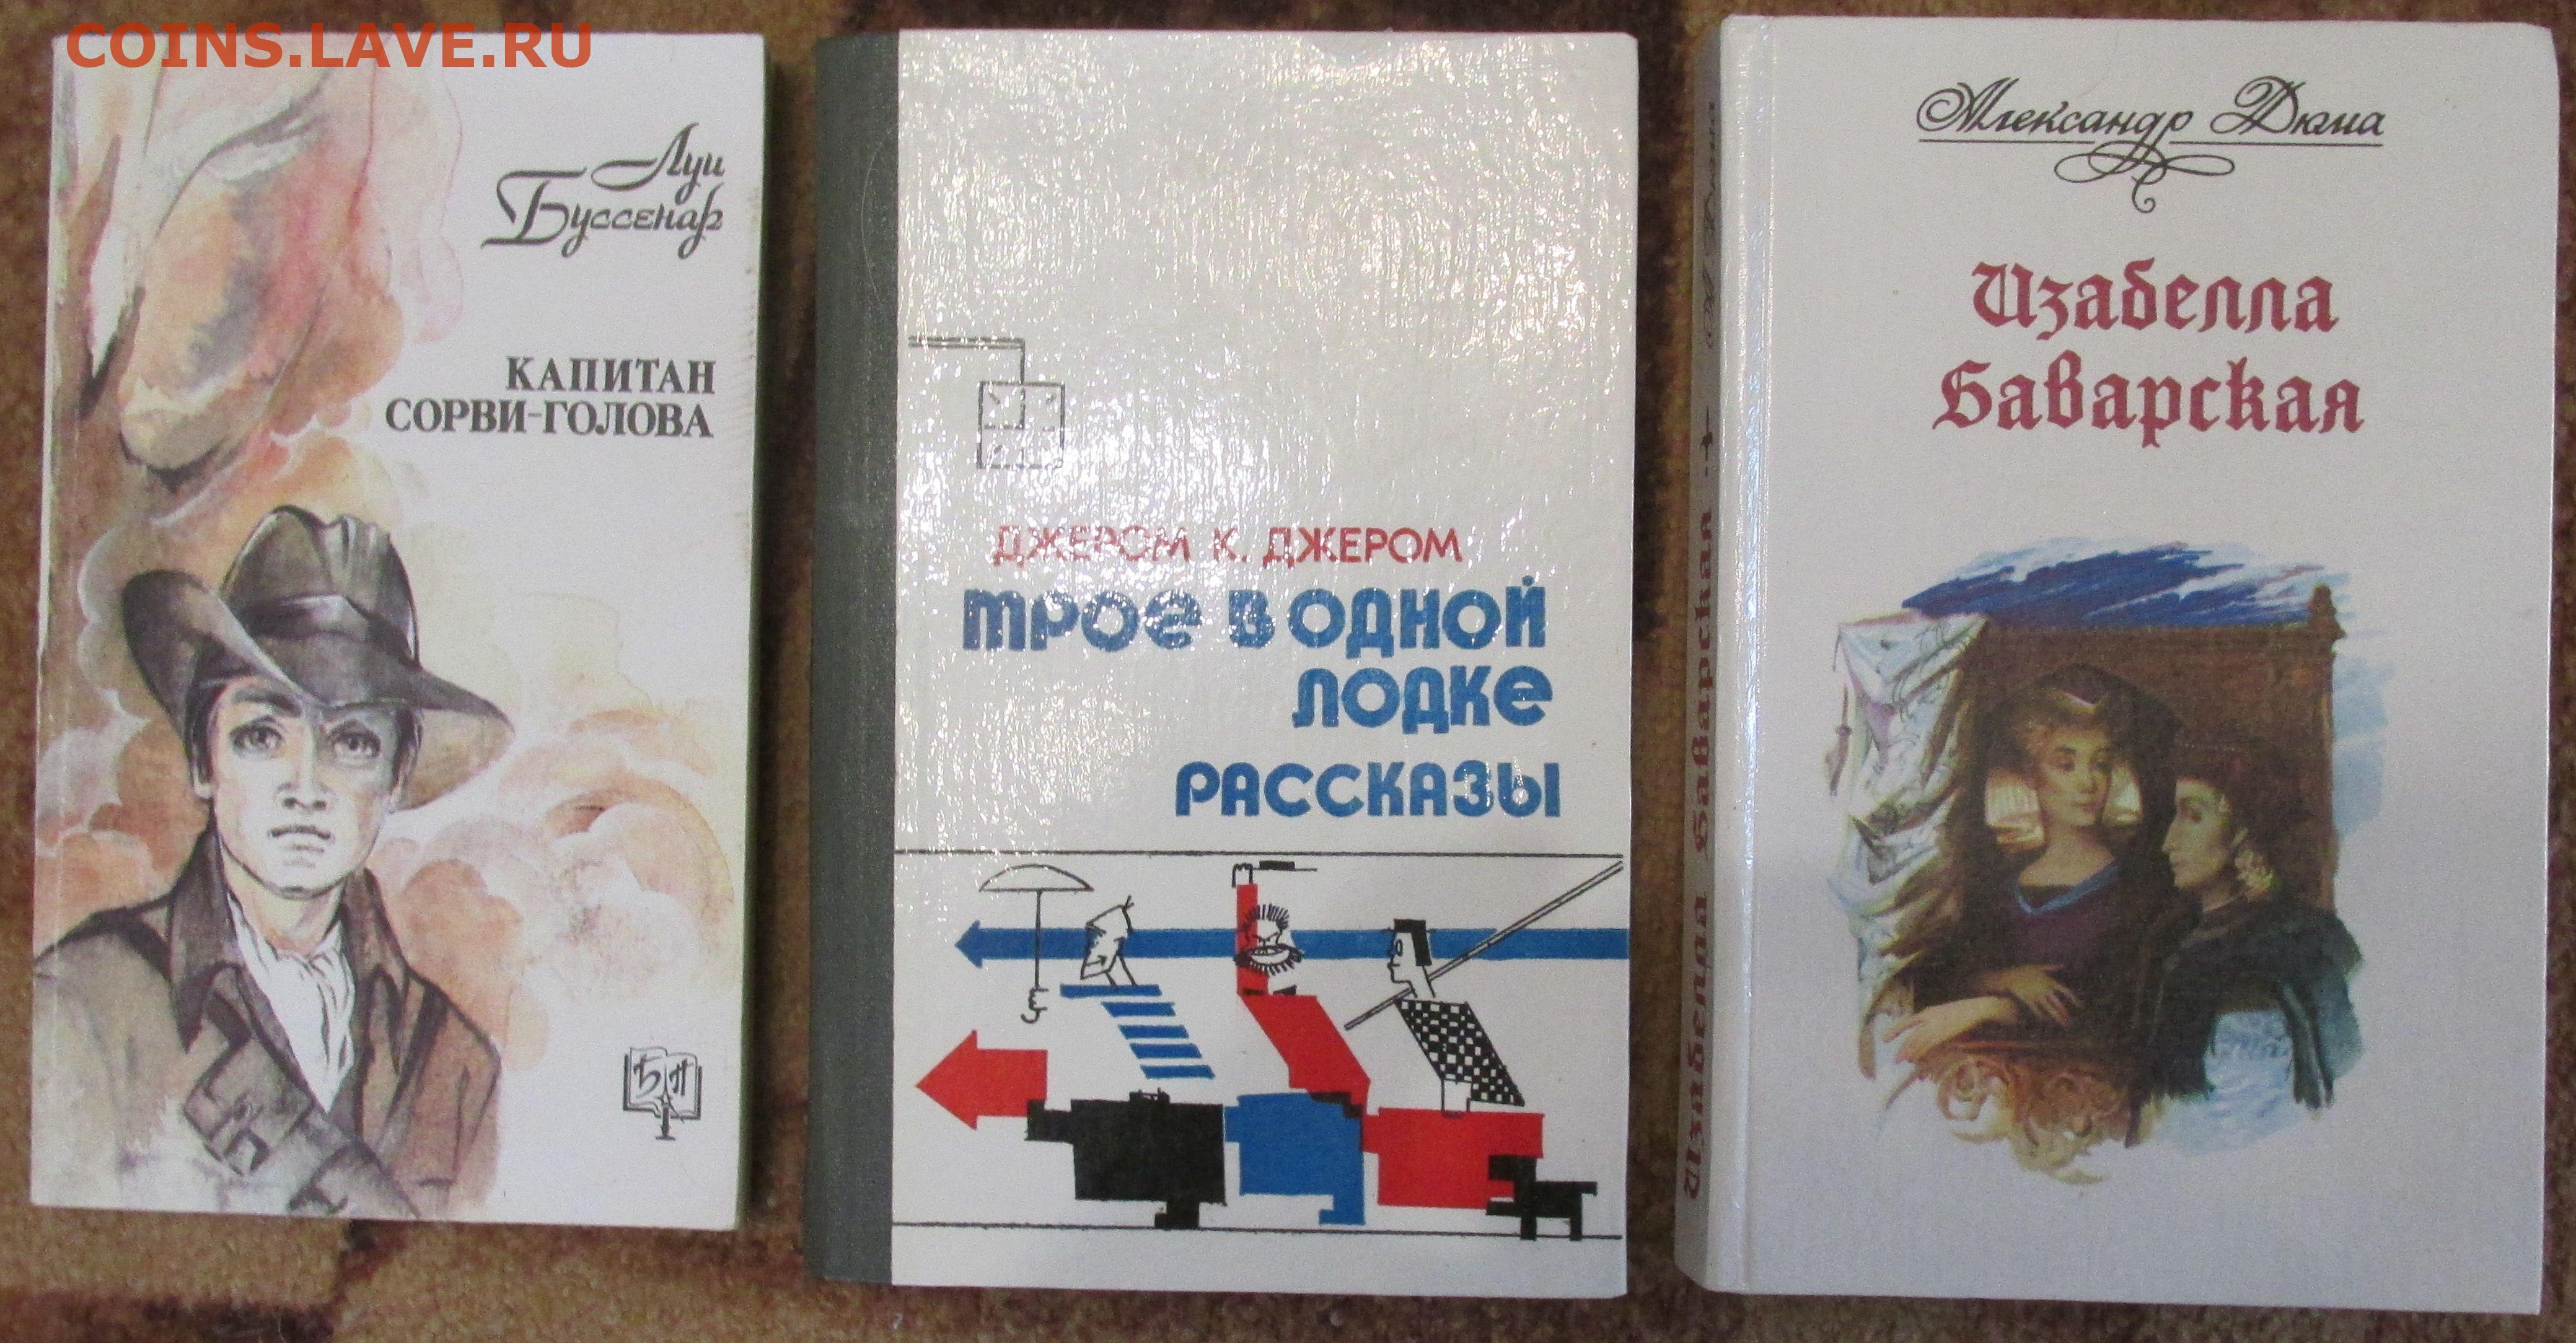 COINS.LAVE.RU
Луи
Буссенар
КАПИТАН
СОРВИ-ГОЛОВА
БП
ДЖЕРОМ К. ДЖЕРОМ
ТРОЕ В ОДНОЙ
ЛОДКЕ
РАССКАЗЫ
Изабелла Баварская
Александр Дюма
Изабелла
Баварская